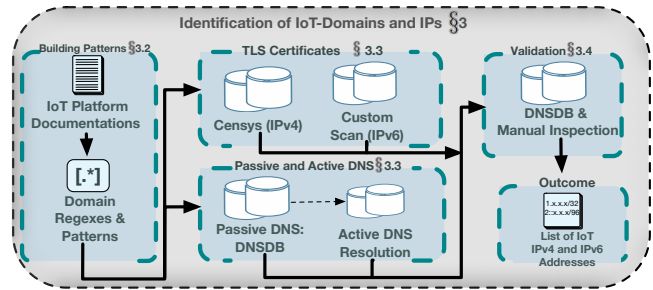 Identification of IoT-Domains and IPs §3
Building Patterns §3.2
IoT Platform
Documentations
[.*]
Domain
Regexes &
Patterns
TLS Certificates § 3.3
Censys (IPv4)
Custom
Scan (IPv6)
Passive and Active DNS §3.3
Passive DNS:
DNSDB
Active DNS
Resolution
Validation §3.4
DNSDB &
Manual Inspection
Outcome
1.x.x.x/32
2::x.x.x/96
List of IoT
IPv4 and IPv6
Addresses